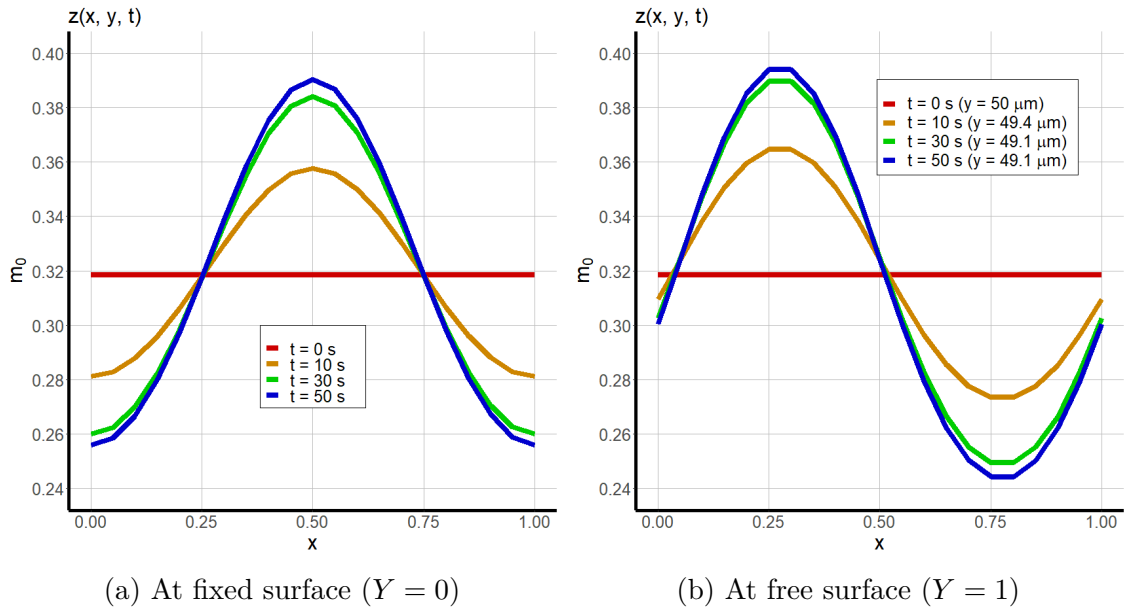 z(x, y, t)
0.40
0.38
0.36
0.34
0.32
0.30
0.28
0.26
0.24
m0
t = 0 s
t = 10 s
t = 30 s
t = 50 s
0.00 0.25 0.50 0.75 1.00
x
(a) At fixed surface (Y = 0)
z(x, y, t)
0.40
0.38
0.36
0.34
0.32
0.30
0.28
0.26
0.24
m0
t = 0 s (y = 50 μm)
t = 10 s (y = 49.4 μm)
t = 30 s (y = 49.1 μm)
t = 50 s (y = 49.1 μm)
0.00 0.25 0.50 0.75 1.00
x
(b) At free surface (Y = 1)